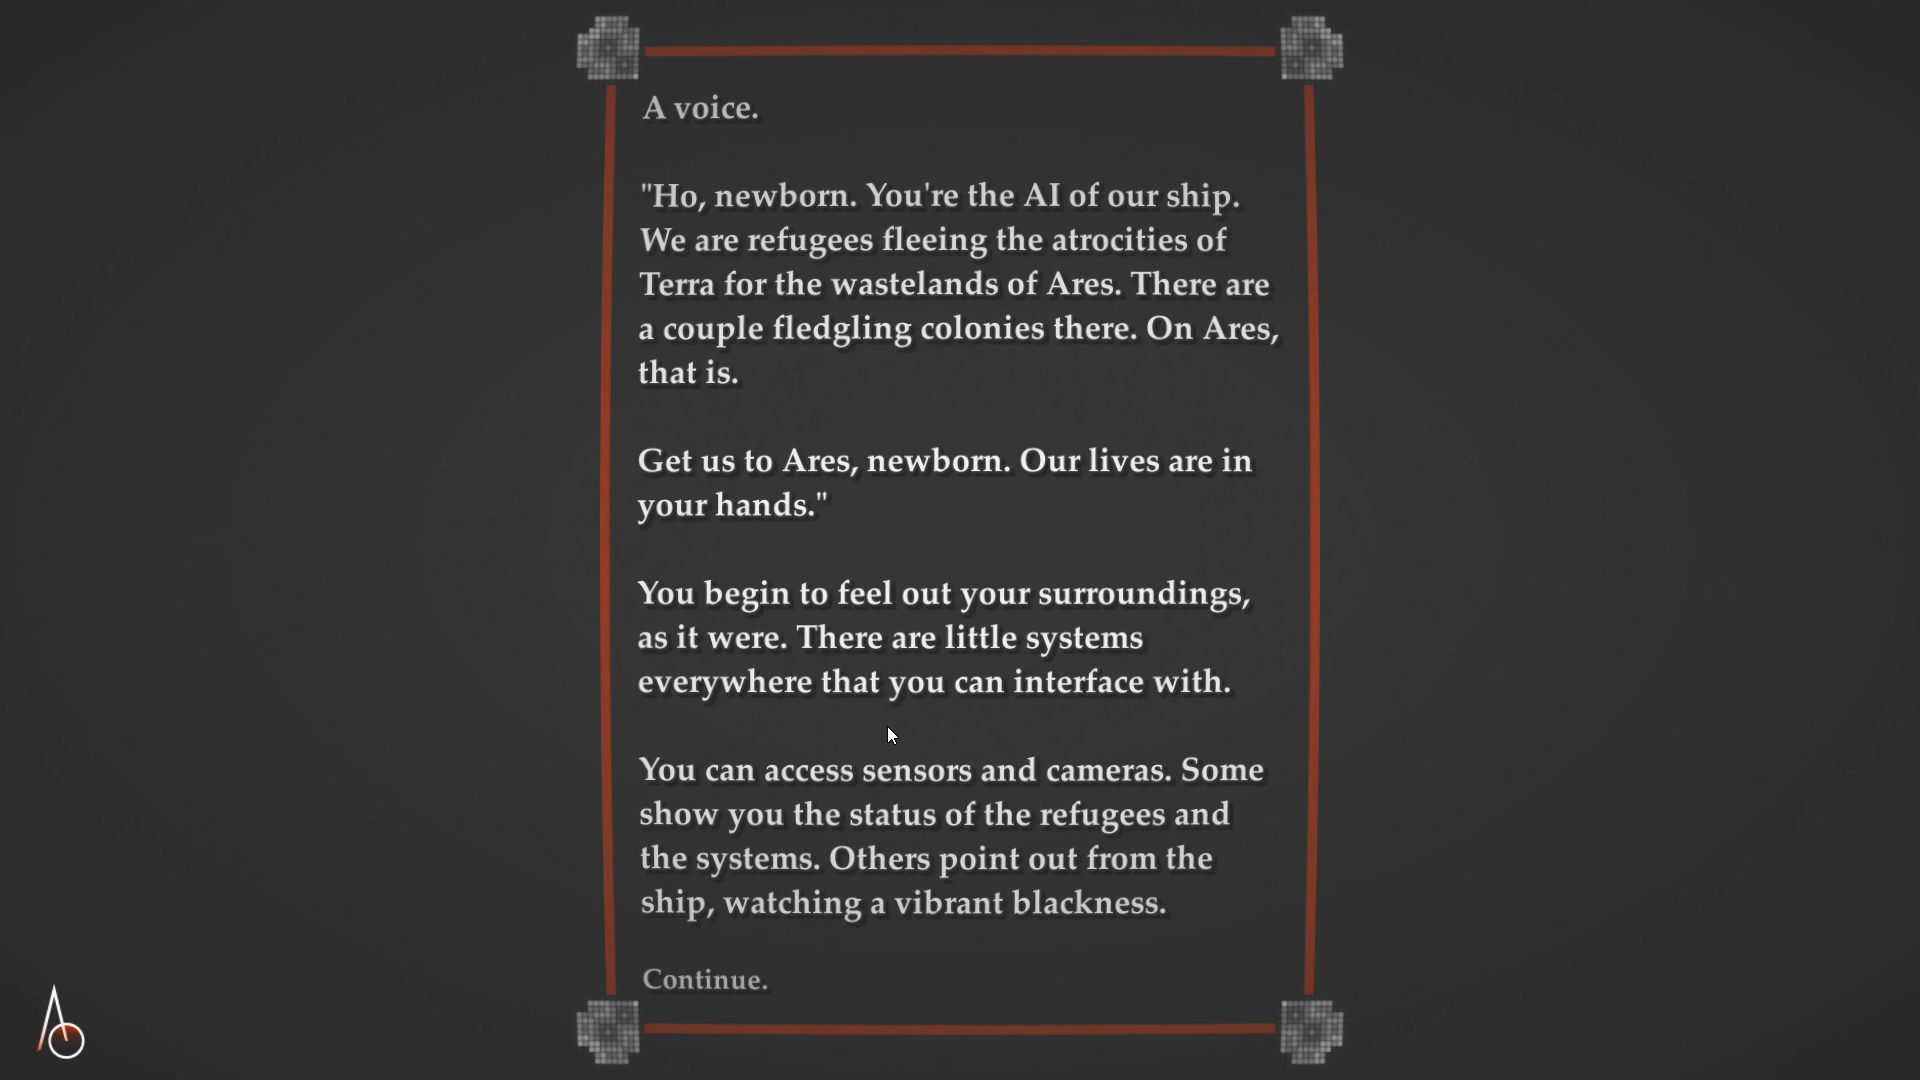 A voice.
"Ho, newborn. You're the AI of our ship.
We are refugees fleeing the atrocities of
Terra for the wastelands of Ares. There are
a couple fledgling colonies there. On Ares,
that is.
Get us to Ares, newborn. Our lives are in
your hands."
You begin to feel out your surroundings,
as it were. There are little systems
everywhere that you can interface with.
You can access sensors and cameras. Some
show you the status of the refugees and
the systems. Others point out from the
ship, watching a vibrant blackness.
Continue.